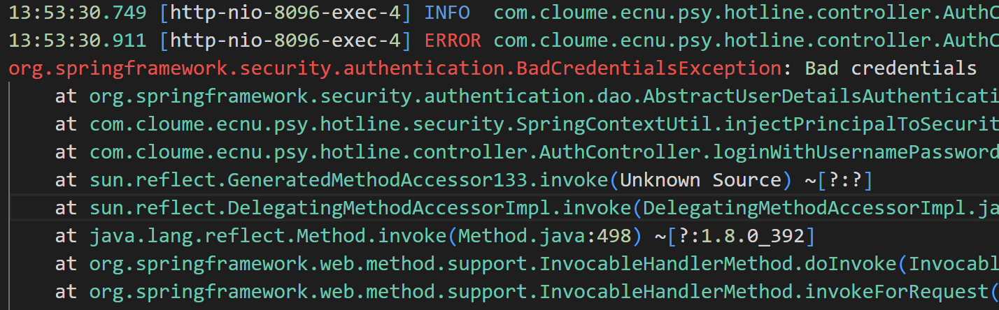 13:53:30.749 [http-nio-8096-exec-4] INFO  com.cloume.ecnu.psy.hotline.controller.AuthC
13:53:30.911 [http-nio-8096-exec-4] ERROR com.cloume.ecnu.psy.hotline.controller.AuthC
org.springframework.security.authentication.BadCredentialsException: Bad credentials
    at org.springframework.security.authentication.dao.AbstractUserDetailsAuthenticati
    at com.cloume.ecnu.psy.hotline.security.SpringContextUtil.injectPrincipalToSecurit
    at com.cloume.ecnu.psy.hotline.controller.AuthController.loginWithUsernamePassword
    at sun.reflect.GeneratedMethodAccessor133.invoke(Unknown Source) ~[?:?]
    at sun.reflect.DelegatingMethodAccessorImpl.invoke(DelegatingMethodAccessorImpl.ja
    at java.lang.reflect.Method.invoke(Method.java:498) ~[?:1.8.0_392]
    at org.springframework.web.method.support.InvocableHandlerMethod.doInvoke(Invocabl
    at org.springframework.web.method.support.InvocableHandlerMethod.invokeForRequest(